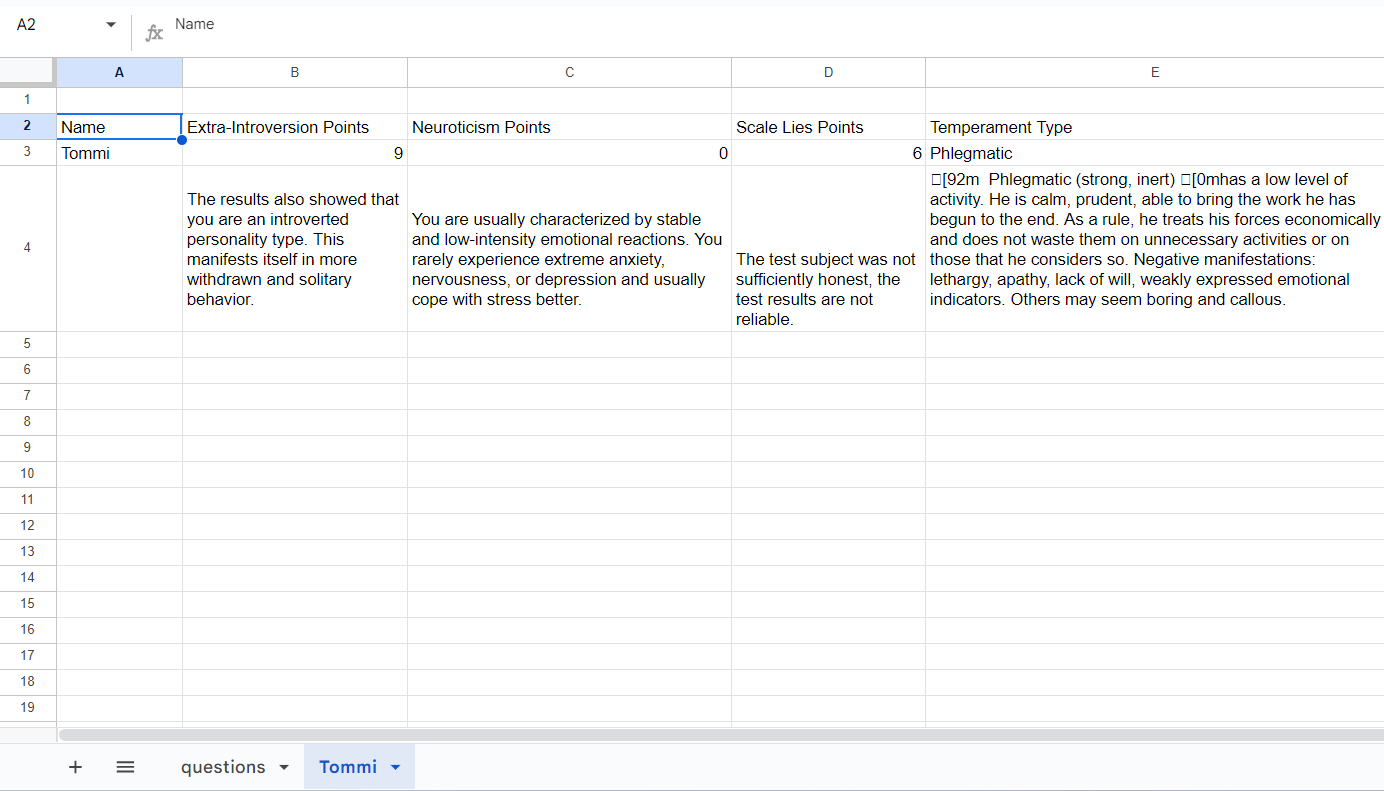 A2
fx Name
A B C D E
1
2 Name Extra-Introversion Points Neuroticism Points Scale Lies Points Temperament Type
3 Tommi 9 0 6 Phlegmatic
4
The results also showed that
you are an introverted
personality type. This
manifests itself in more
withdrawn and solitary
behavior.
You are usually characterized by stable
and low-intensity emotional reactions. You
rarely experience extreme anxiety,
nervousness, or depression and usually
cope with stress better.
The test subject was not
sufficiently honest, the
test results are not
reliable.
□[92m  Phlegmatic (strong, inert) □[0mhas a low level of
activity. He is calm, prudent, able to bring the work he has
begun to the end. As a rule, he treats his forces economically
and does not waste them on unnecessary activities or on
those that he considers so. Negative manifestations:
lethargy, apathy, lack of will, weakly expressed emotional
indicators. Others may seem boring and callous.
5
6
7
8
9
10
11
12
13
14
15
16
17
18
19
+ questions Tommi